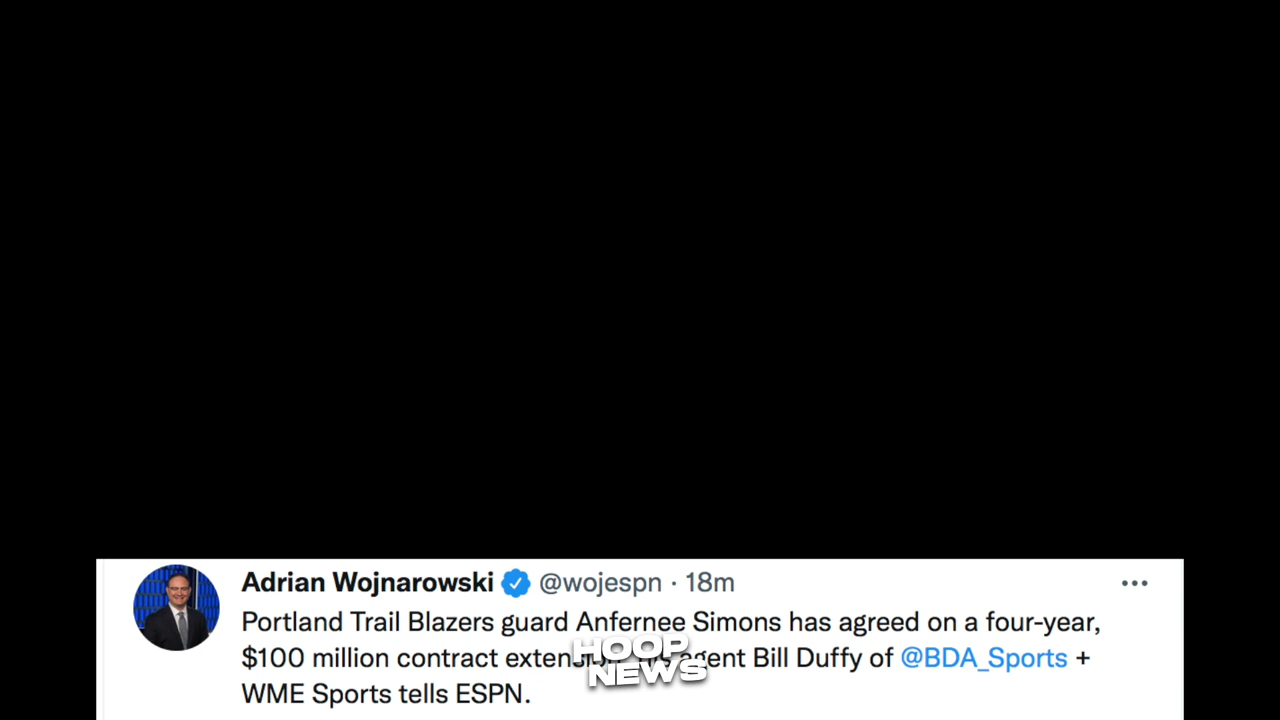 Adrian Wojnarowski @wojespn · 18m
Portland Trail Blazers guard Anfernee Simons has agreed on a four-year,
$100 million contract agent Bill Duffy of @BDA_Sports +
WME Sports tells ESPN.
HOOP
NEWS